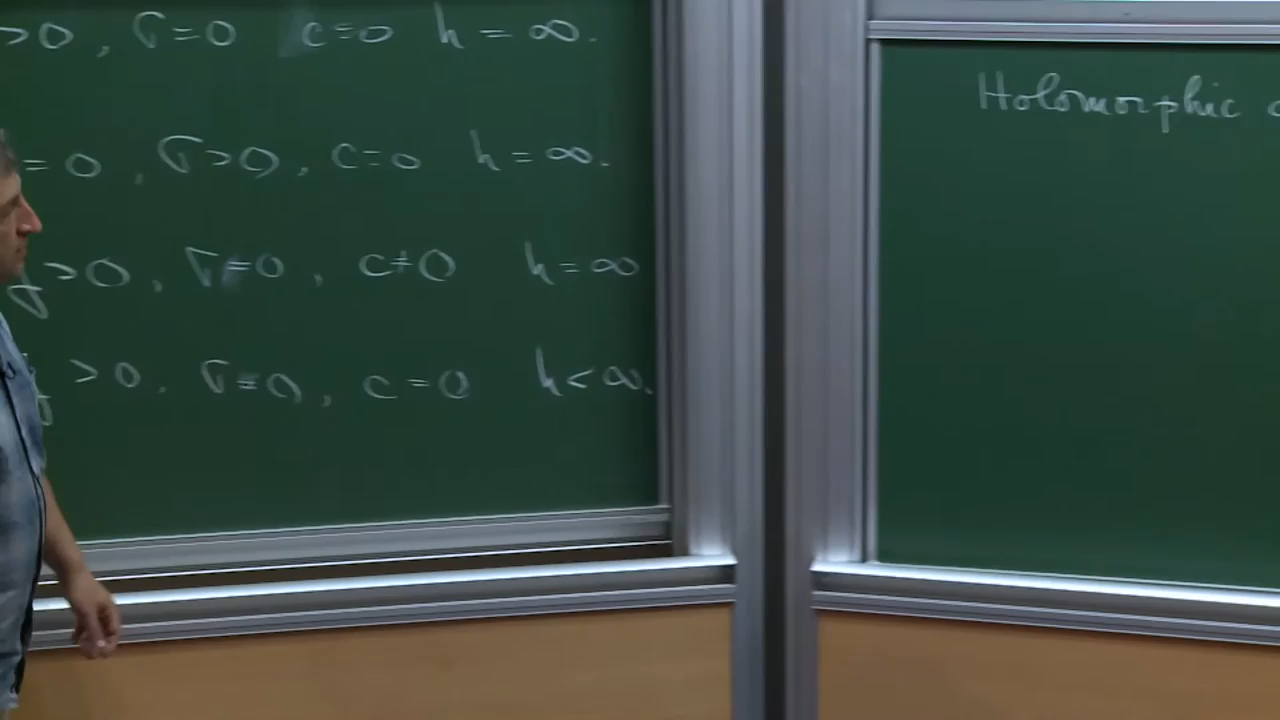 >0, σ=0 c=0 h=∞.
=0, σ>0, c=0 h=∞.
g>0, σ≠0, c≠0 h=∞
g>0, σ≠0, c=0 h<∞.
Holomorphic